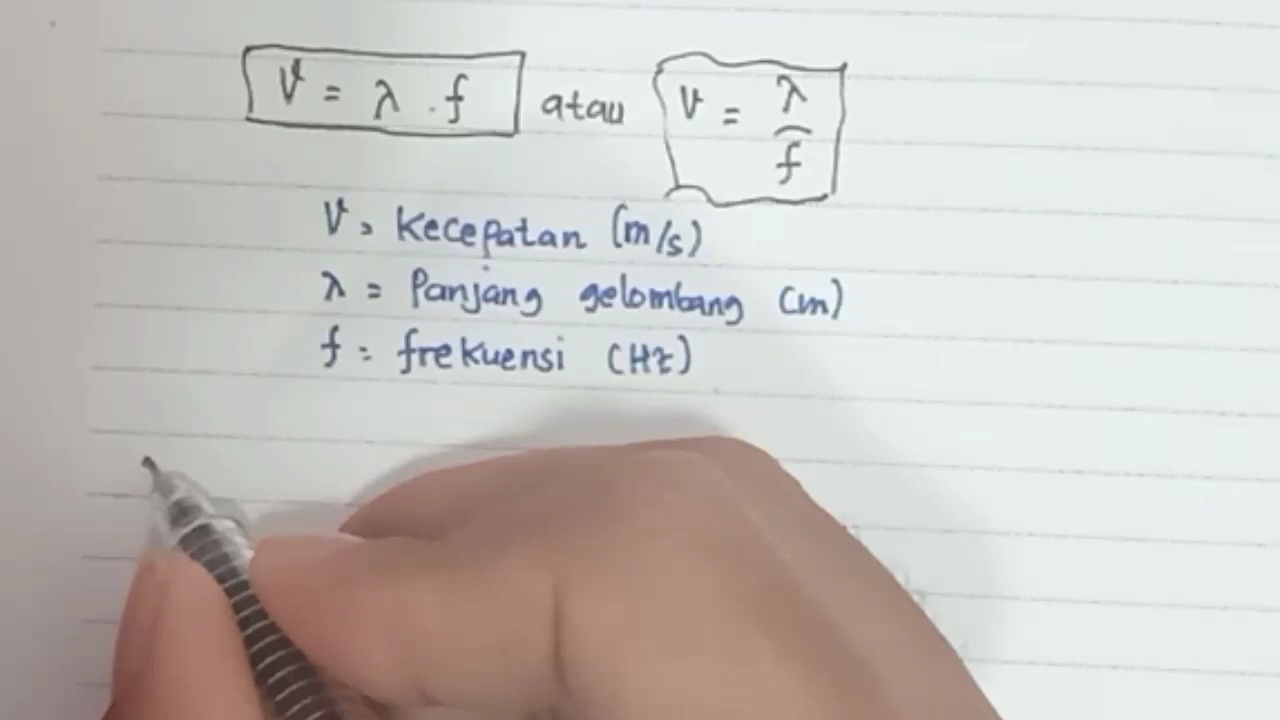 V = λ . f atau V = λ/f
V = Kecepatan (m/s)
λ = Panjang gelombang (m)
f = frekuensi (Hz)